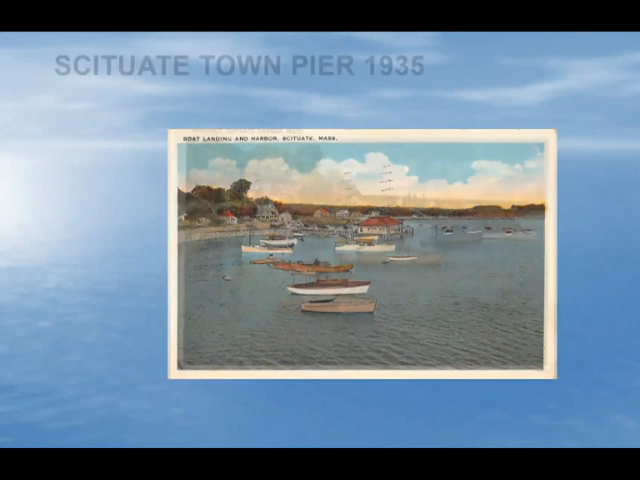 SCITUATE TOWN PIER 1935
BOAT LANDING AND HARBOR, SCITUATE, MASS.